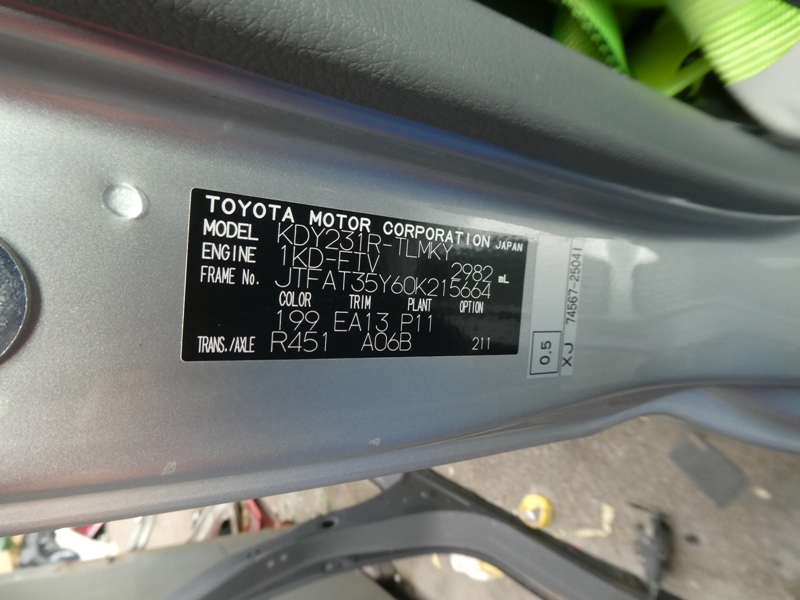 TOYOTA MOTOR CORPORATION JAPAN
MODEL KDY231R-TLMKY
ENGINE 1KD-FTV 2982 mL
FRAME No. JTFAT35Y60K215664
COLOR TRIM PLANT OPTION
199 EA13 P11
TRANS./AXLE R451 A06B 211
0.5
XJ 74567-25041